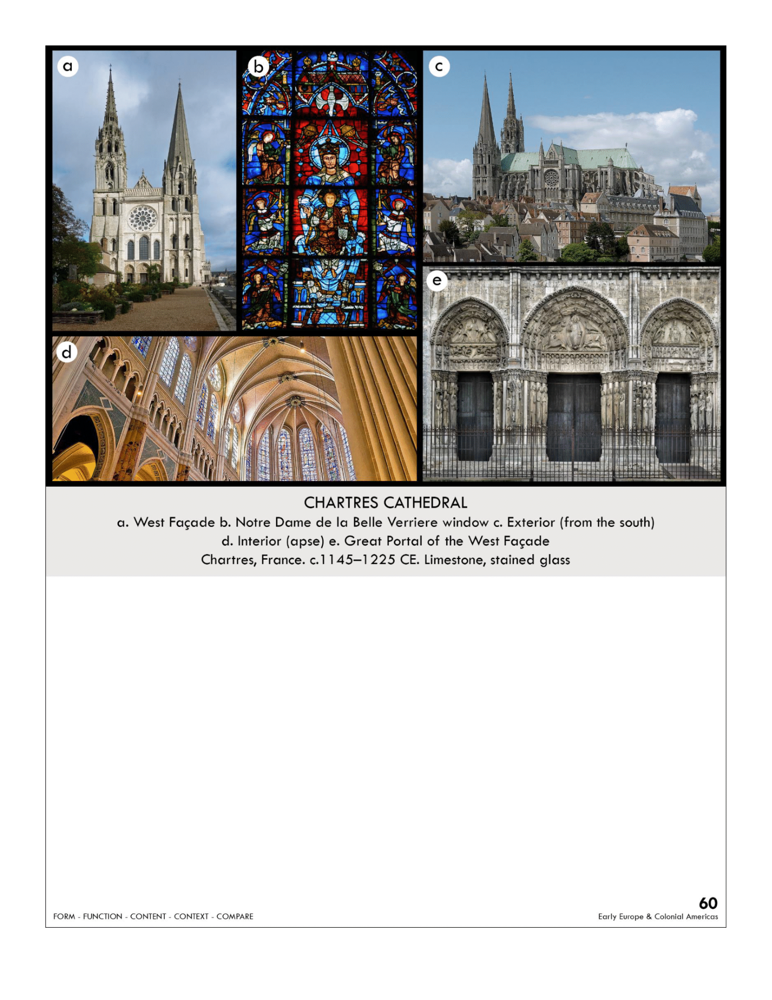 a
b
c
d
e
CHARTRES CATHEDRAL
a. West Façade b. Notre Dame de la Belle Verriere window c. Exterior (from the south)
d. Interior (apse) e. Great Portal of the West Façade
Chartres, France. c.1145–1225 CE. Limestone, stained glass
60
FORM - FUNCTION - CONTENT - CONTEXT - COMPARE
Early Europe & Colonial Americas